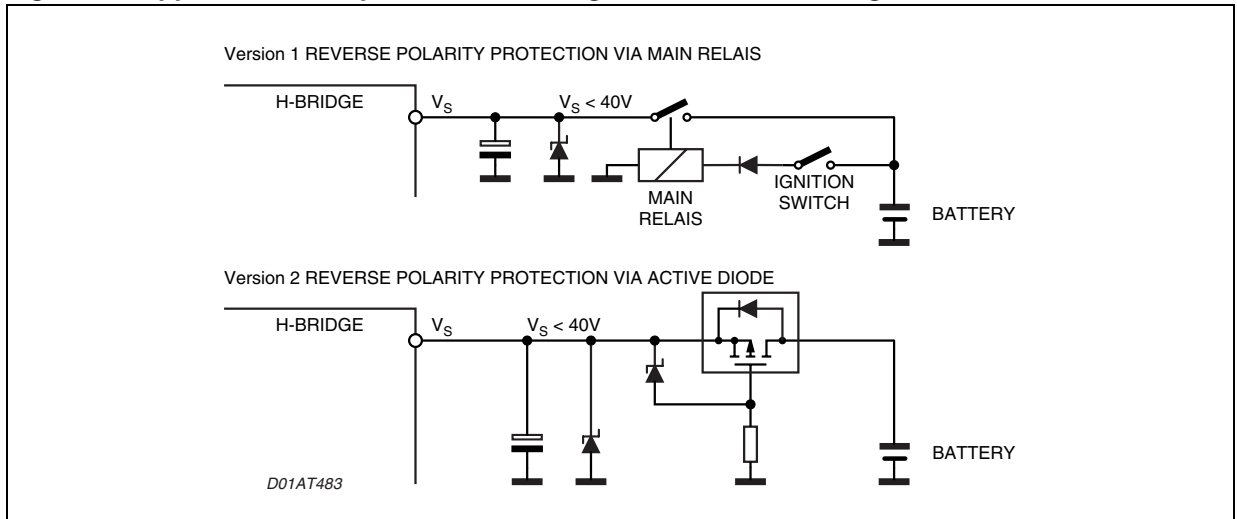 Version 1 REVERSE POLARITY PROTECTION VIA MAIN RELAIS
H-BRIDGE
VS
VS < 40V
MAIN
RELAIS
IGNITION
SWITCH
BATTERY
Version 2 REVERSE POLARITY PROTECTION VIA ACTIVE DIODE
H-BRIDGE
VS
VS < 40V
BATTERY
D01AT483